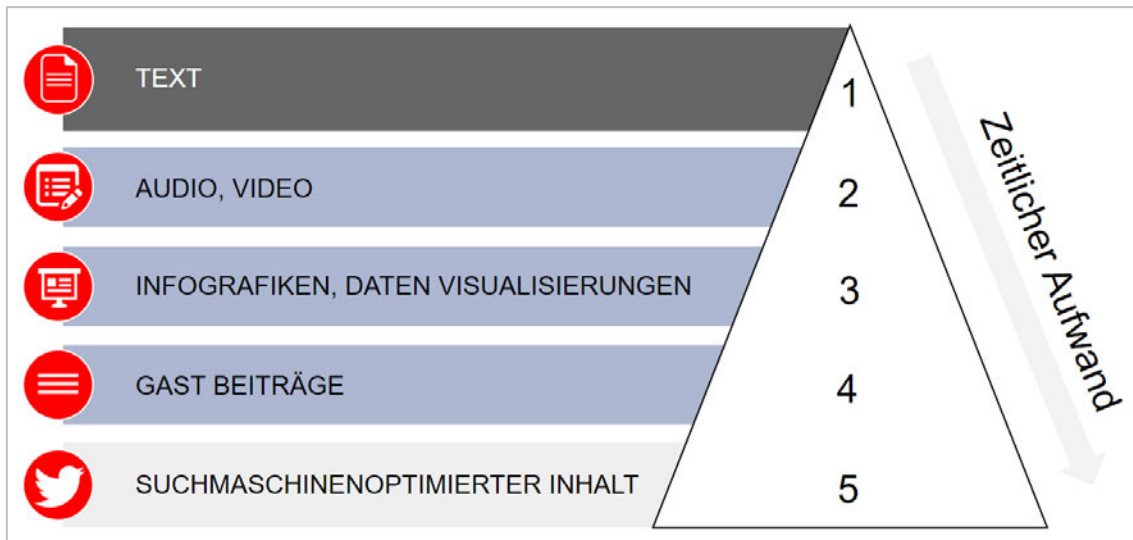 TEXT
1
AUDIO, VIDEO
2
INFOGRAFIKEN, DATEN VISUALISIERUNGEN
3
GAST BEITRÄGE
4
SUCHMASCHINENOPTIMIERTER INHALT
5
Zeitlicher Aufwand